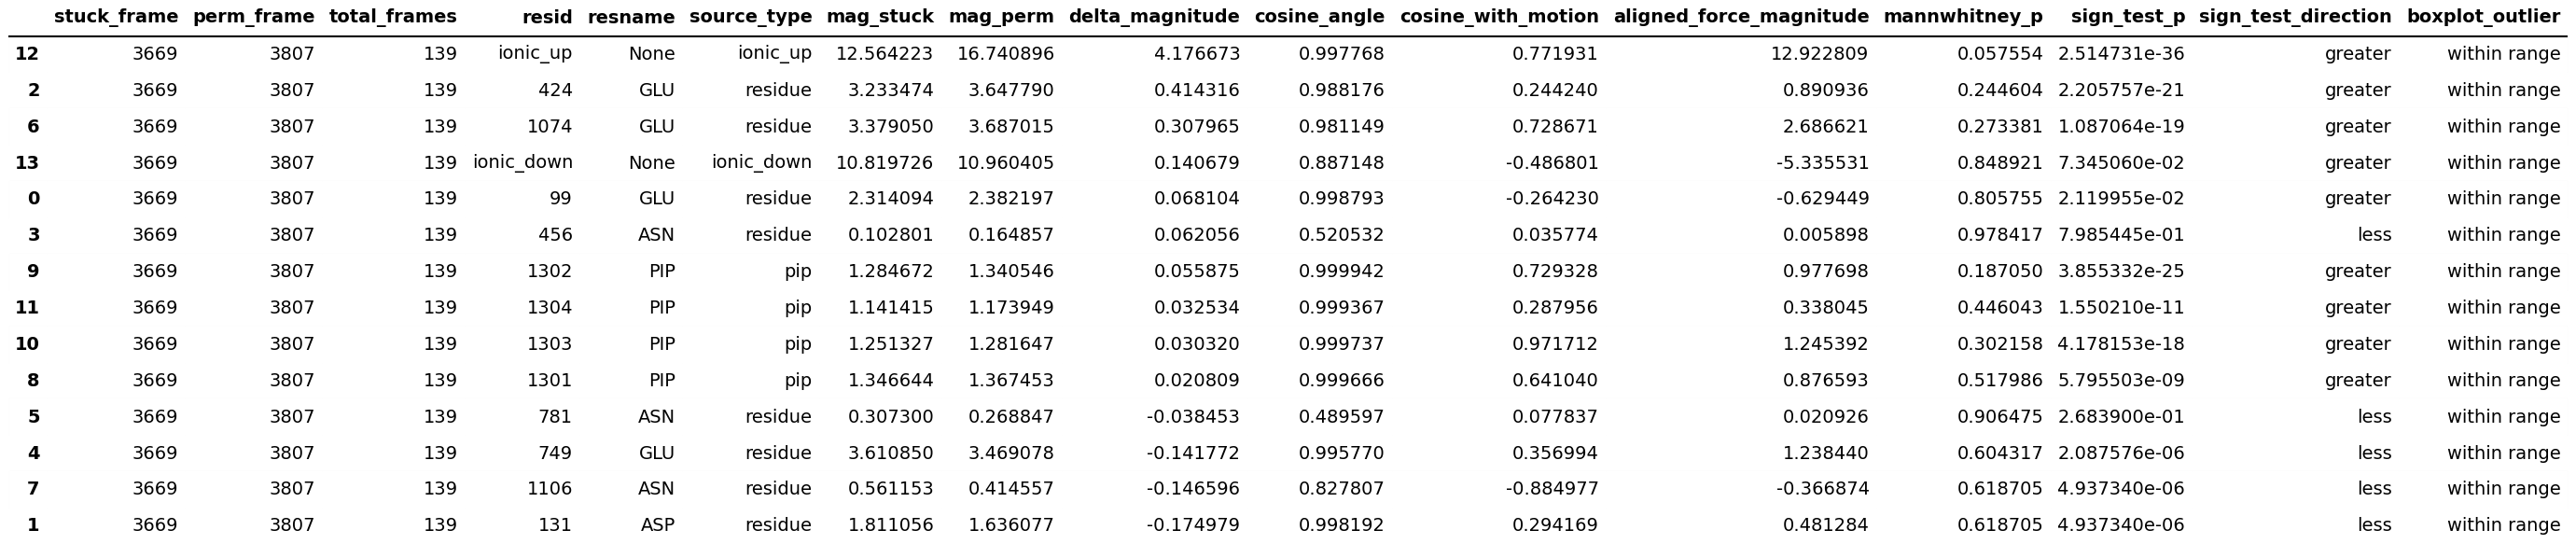 stuck_frame perm_frame total_frames resid resname source_type mag_stuck mag_perm delta_magnitude cosine_angle cosine_with_motion aligned_force_magnitude mannwhitney_p sign_test_p sign_test_direction boxplot_outlier
12 3669 3807 139 ionic_up None ionic_up 12.564223 16.740896 4.176673 0.997768 0.771931 12.922809 0.057554 2.514731e-36 greater within range
2 3669 3807 139 424 GLU residue 3.233474 3.647790 0.414316 0.988176 0.244240 0.890936 0.244604 2.205757e-21 greater within range
6 3669 3807 139 1074 GLU residue 3.379050 3.687015 0.307965 0.981149 0.728671 2.686621 0.273381 1.087064e-19 greater within range
13 3669 3807 139 ionic_down None ionic_down 10.819726 10.960405 0.140679 0.887148 -0.486801 -5.335531 0.848921 7.345060e-02 greater within range
0 3669 3807 139 99 GLU residue 2.314094 2.382197 0.068104 0.998793 -0.264230 -0.629449 0.805755 2.119955e-02 greater within range
3 3669 3807 139 456 ASN residue 0.102801 0.164857 0.062056 0.520532 0.035774 0.005898 0.978417 7.985445e-01 less within range
9 3669 3807 139 1302 PIP pip 1.284672 1.340546 0.055875 0.999942 0.729328 0.977698 0.187050 3.855332e-25 greater within range
11 3669 3807 139 1304 PIP pip 1.141415 1.173949 0.032534 0.999367 0.287956 0.338045 0.446043 1.550210e-11 greater within range
10 3669 3807 139 1303 PIP pip 1.251327 1.281647 0.030320 0.999737 0.971712 1.245392 0.302158 4.178153e-18 greater within range
8 3669 3807 139 1301 PIP pip 1.346644 1.367453 0.020809 0.999666 0.641040 0.876593 0.517986 5.795503e-09 greater within range
5 3669 3807 139 781 ASN residue 0.307300 0.268847 -0.038453 0.489597 0.077837 0.020926 0.906475 2.683900e-01 less within range
4 3669 3807 139 749 GLU residue 3.610850 3.469078 -0.141772 0.995770 0.356994 1.238440 0.604317 2.087576e-06 less within range
7 3669 3807 139 1106 ASN residue 0.561153 0.414557 -0.146596 0.827807 -0.884977 -0.366874 0.618705 4.937340e-06 less within range
1 3669 3807 139 131 ASP residue 1.811056 1.636077 -0.174979 0.998192 0.294169 0.481284 0.618705 4.937340e-06 less within range